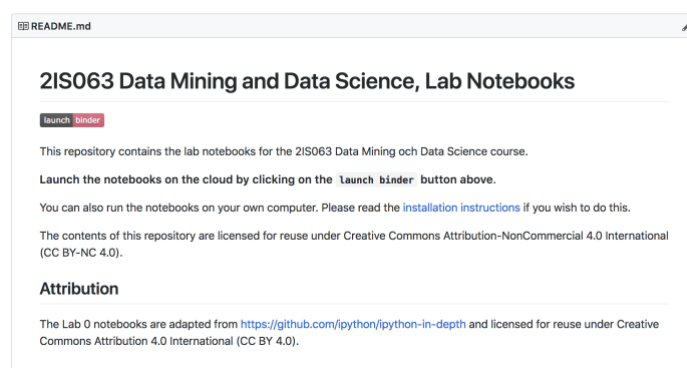 README.md
2IS063 Data Mining and Data Science, Lab Notebooks
launch binder
This repository contains the lab notebooks for the 2IS063 Data Mining och Data Science course.
Launch the notebooks on the cloud by clicking on the launch binder button above.
You can also run the notebooks on your own computer. Please read the installation instructions if you wish to do this.
The contents of this repository are licensed for reuse under Creative Commons Attribution-NonCommercial 4.0 International
(CC BY-NC 4.0).
Attribution
The Lab 0 notebooks are adapted from https://github.com/ipython/ipython-in-depth and licensed for reuse under Creative
Commons Attribution 4.0 International (CC BY 4.0).